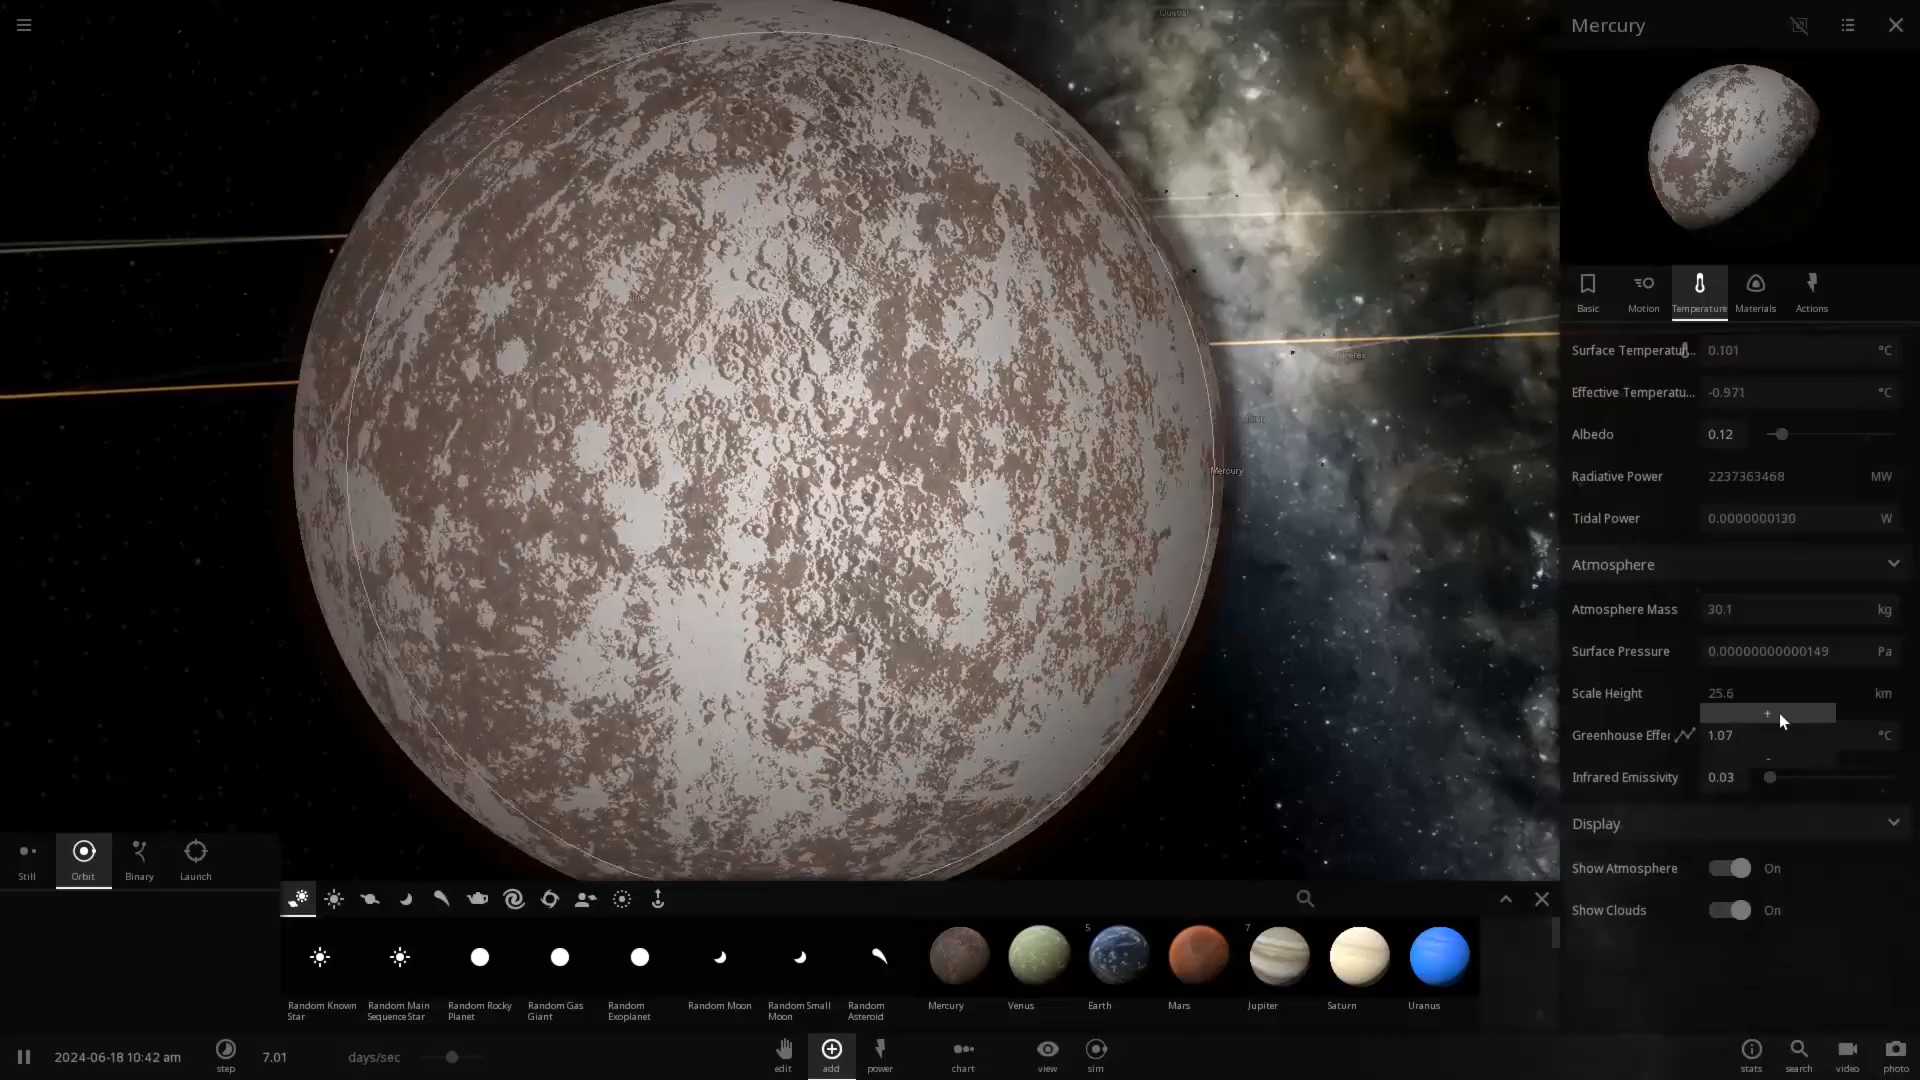 Mercury
Basic
Motion
Temperature
Materials
Actions
Surface Temperatur... 0.101 °C
Effective Temperatu... -0.971 °C
Albedo 0.12
Radiative Power 2237363468 MW
Tidal Power 0.0000000130 W
Atmosphere
Atmosphere Mass 30.1 kg
Surface Pressure 0.00000000000149 Pa
Scale Height 25.6 km
+
Greenhouse Effec 1.07 °C
-
Infrared Emissivity 0.03
Display
Show Atmosphere On
Show Clouds On
Ceres
Mercury
Still
Orbit
Binary
Launch
5
7
Random Known
Star
Random Main
Sequence Star
Random Rocky
Planet
Random Gas
Giant
Random
Exoplanet
Random Moon
Random Small
Moon
Random
Asteroid
Mercury
Venus
Earth
Mars
Jupiter
Saturn
Uranus
2024-06-18 10:42 am
step
7.01 days/sec
edit
add
power
chart
view
sim
stats
search
video
photo